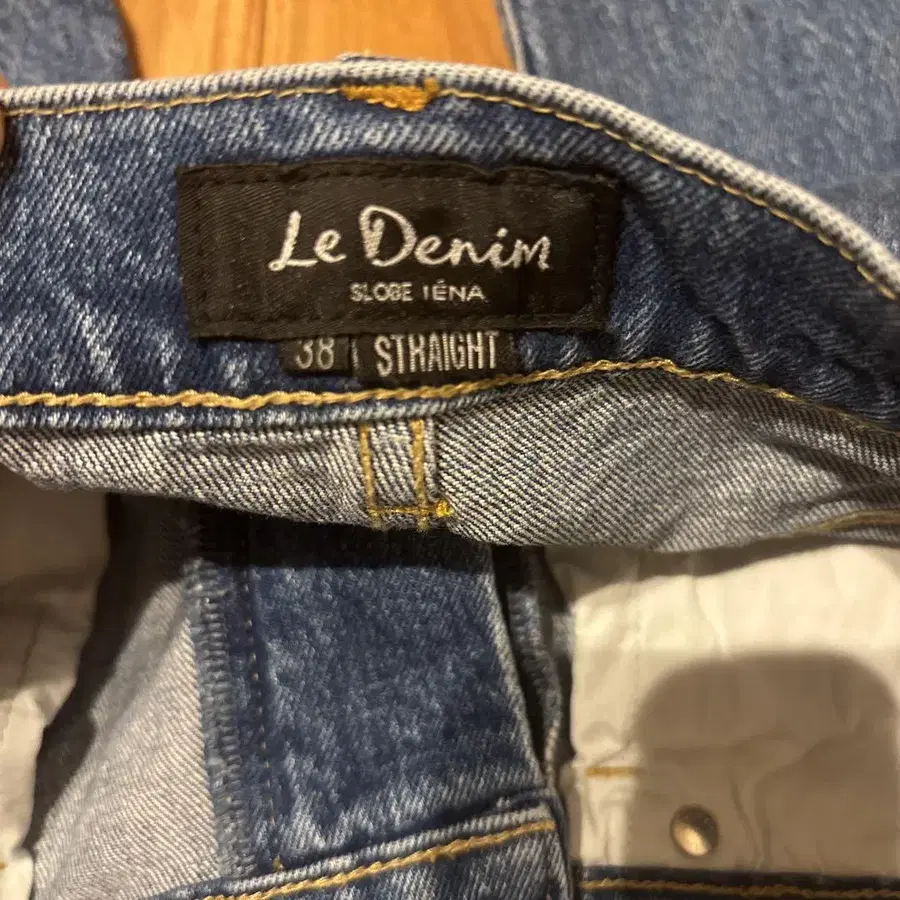 Le Denim
SLOBE IÉNA
38 STRAIGHT